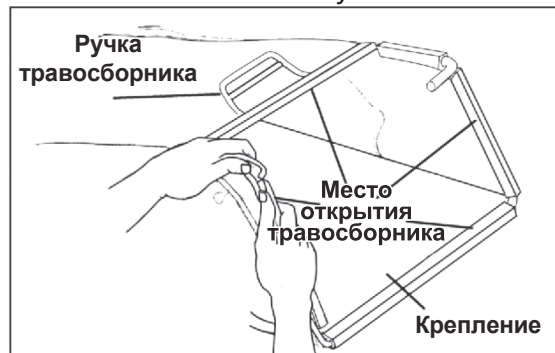 Ручка
травосборника
Место
открытия
травосборника
Крепление